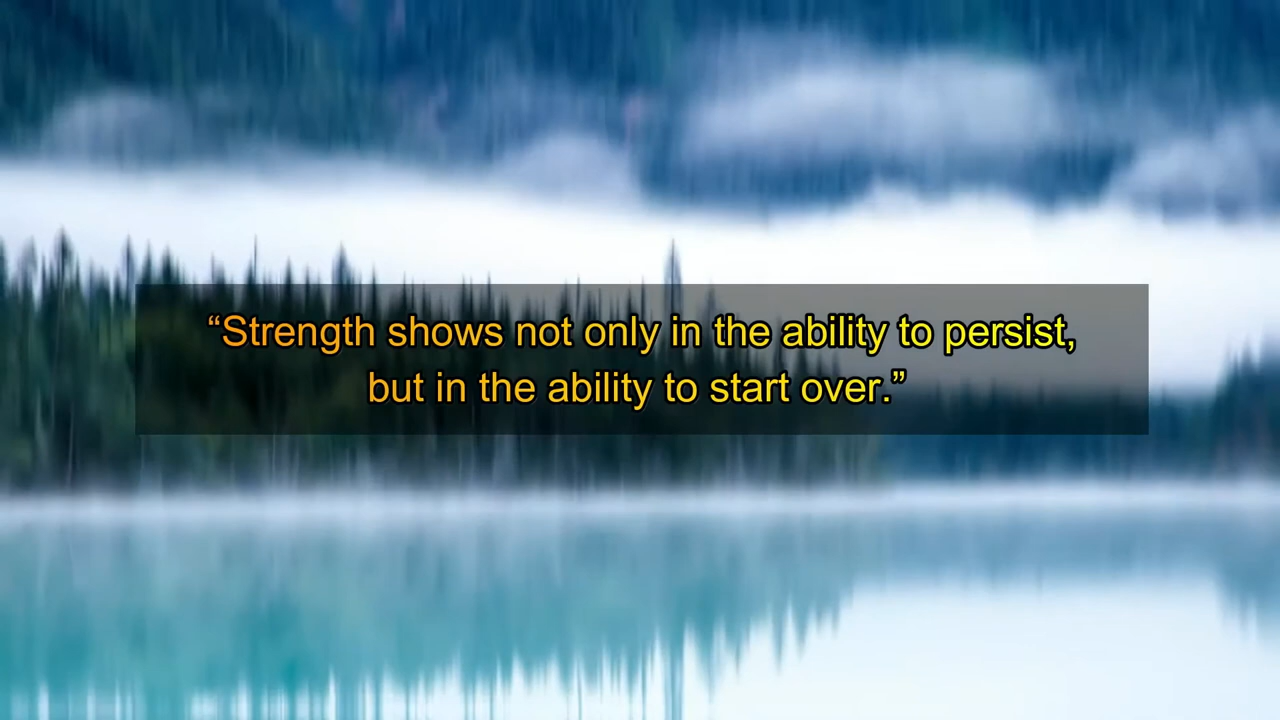 “Strength shows not only in the ability to persist,
but in the ability to start over.”